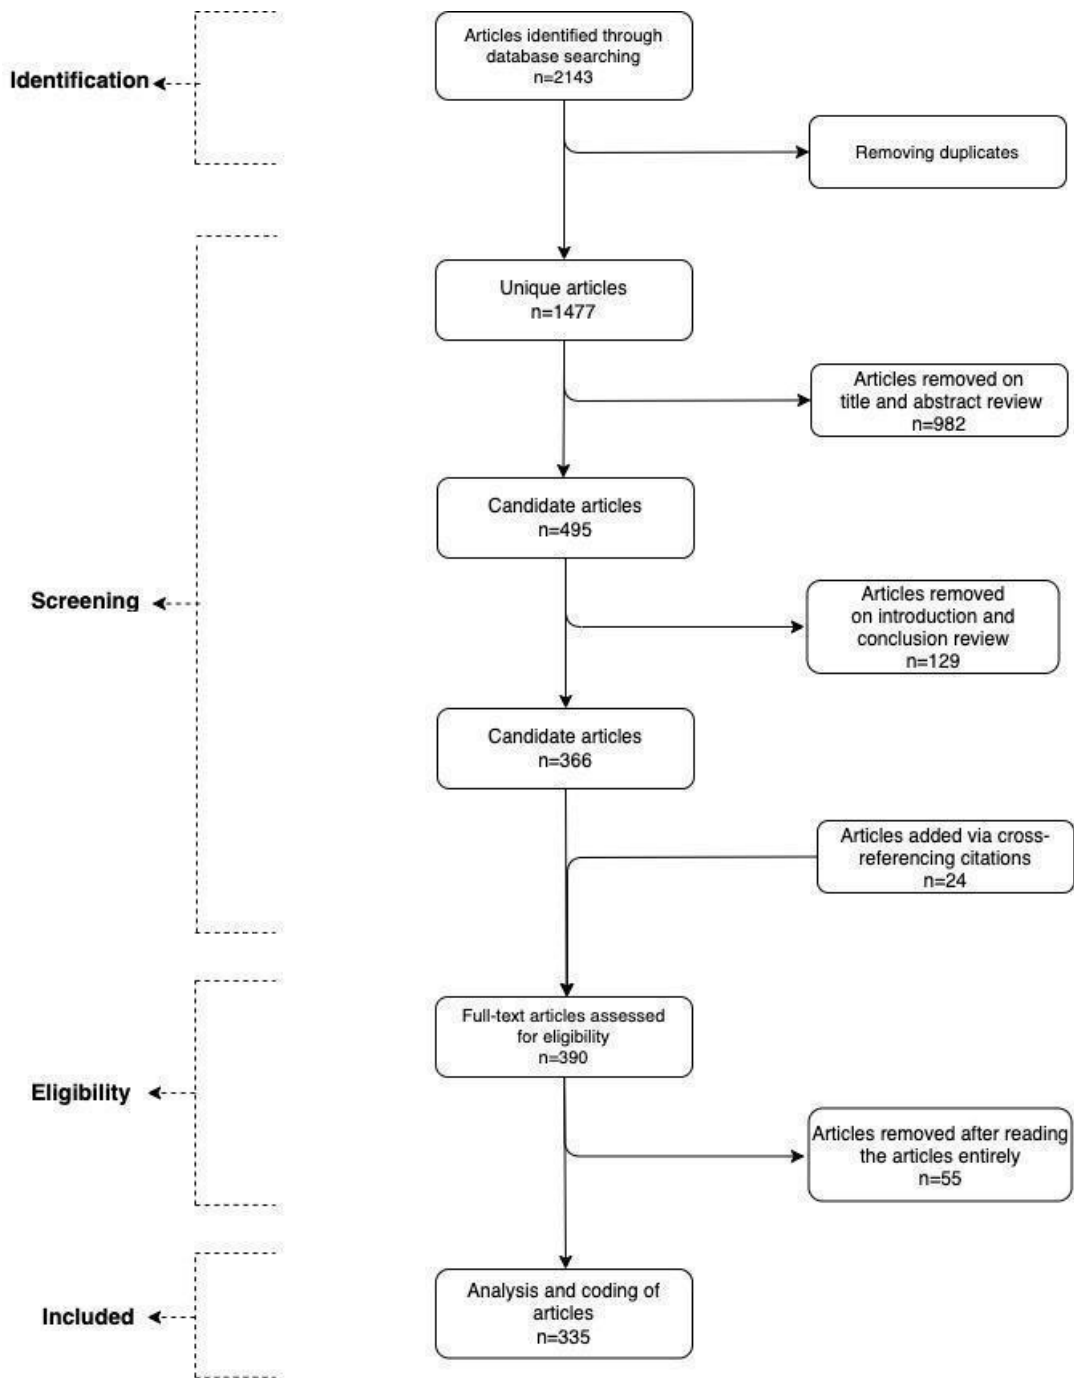 Articles identified through
database searching
n=2143
Identification
Removing duplicates
Unique articles
n=1477
Articles removed on
title and abstract review
n=982
Candidate articles
n=495
Screening
Articles removed
on introduction and
conclusion review
n=129
Candidate articles
n=366
Articles added via cross-
referencing citations
n=24
Full-text articles assessed
for eligibility
n=390
Eligibility
Articles removed after reading
the articles entirely
n=55
Analysis and coding of
articles
n=335
Included